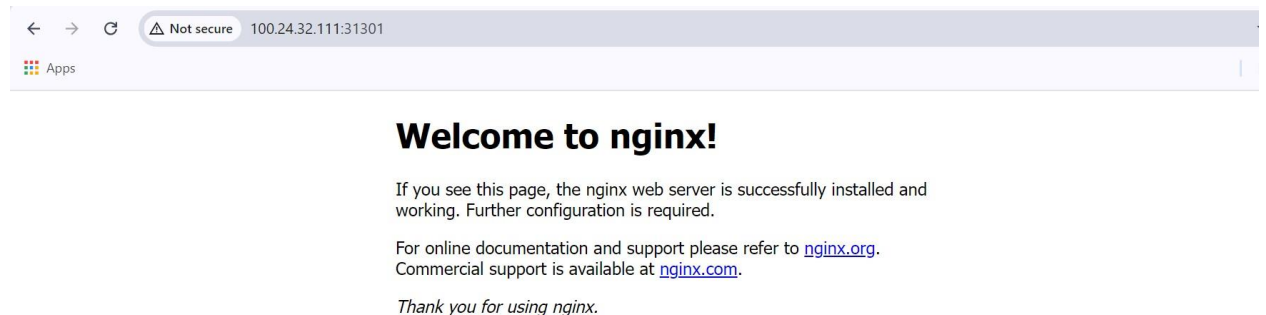 Not secure 100.24.32.111:31301
Apps
Welcome to nginx!
If you see this page, the nginx web server is successfully installed and
working. Further configuration is required.
For online documentation and support please refer to nginx.org.
Commercial support is available at nginx.com.
Thank you for using nginx.